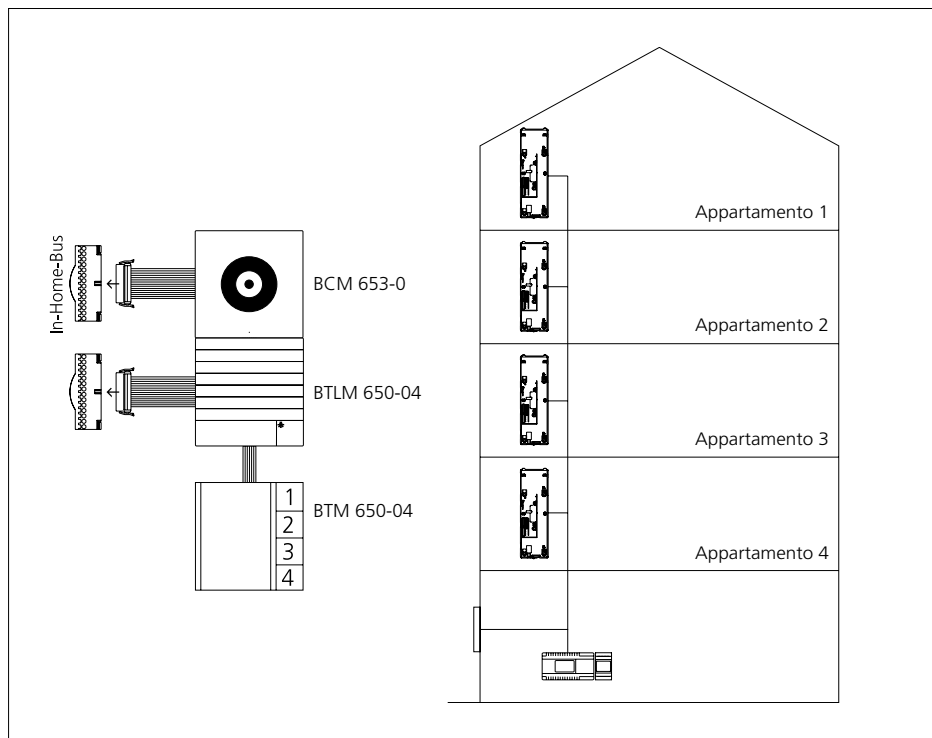 In-Home-Bus
BCM 653-0
BTLM 650-04
BTM 650-04
1
2
3
4
Appartamento 1
Appartamento 2
Appartamento 3
Appartamento 4